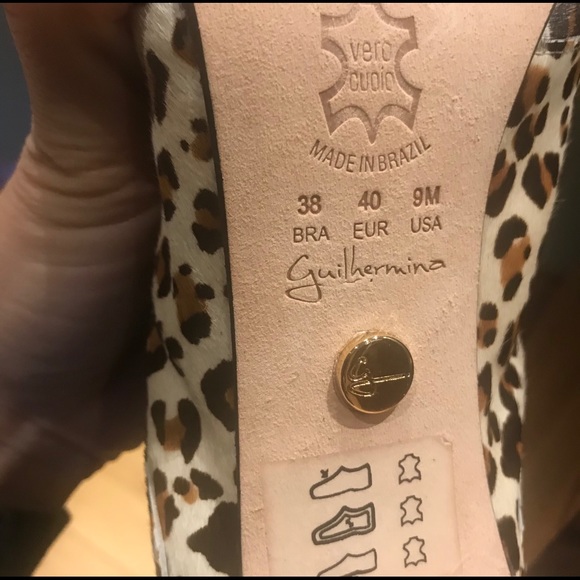 vero
cuoio
MADE IN BRAZIL
38 40 9M
BRA EUR USA
Guilhermina